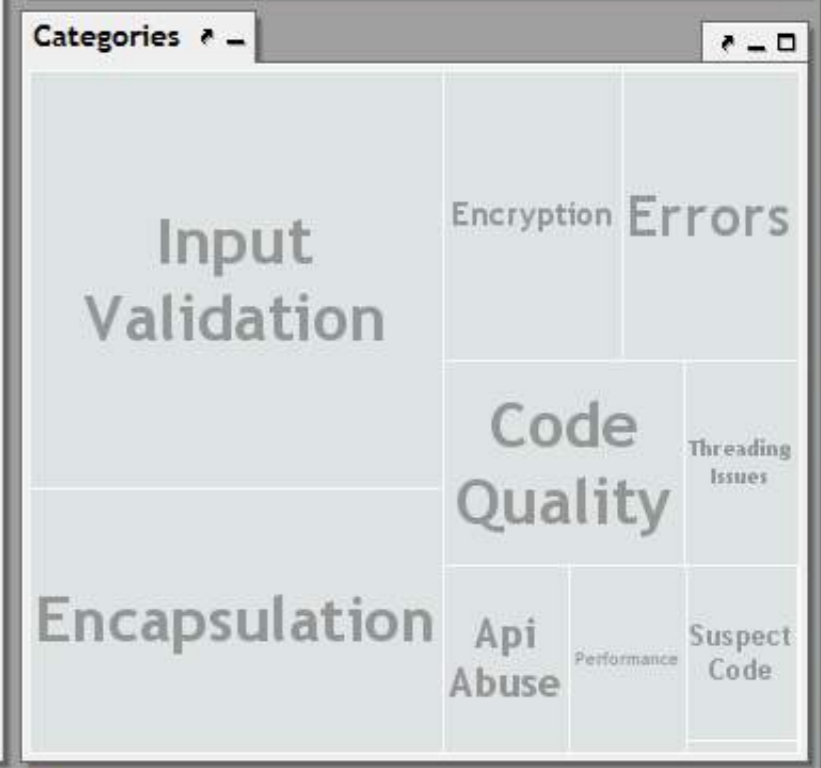 Categories
Input
Validation
Encryption
Errors
Code
Quality
Threading
Issues
Encapsulation
Api
Abuse
Performance
Suspect
Code